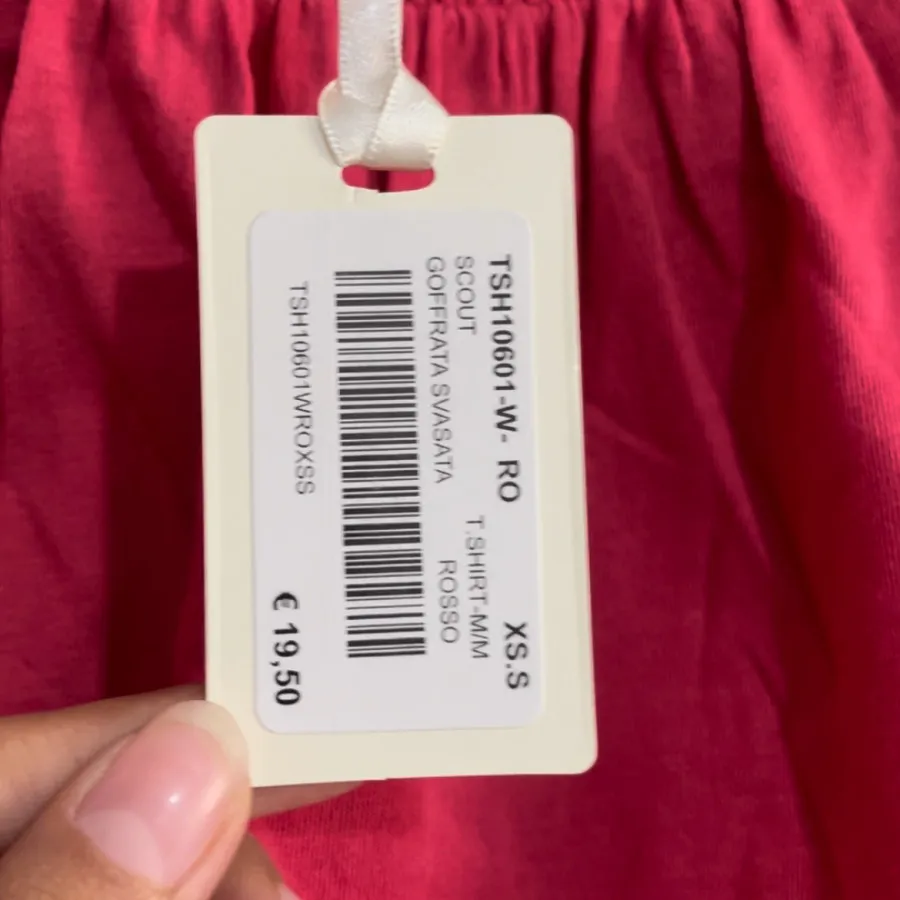 TSH10601-W- RO XS.S
SCOUT T.SHIRT-M/M
GOFFRATA SVASATA ROSSO
TSH10601WROXSS € 19,50